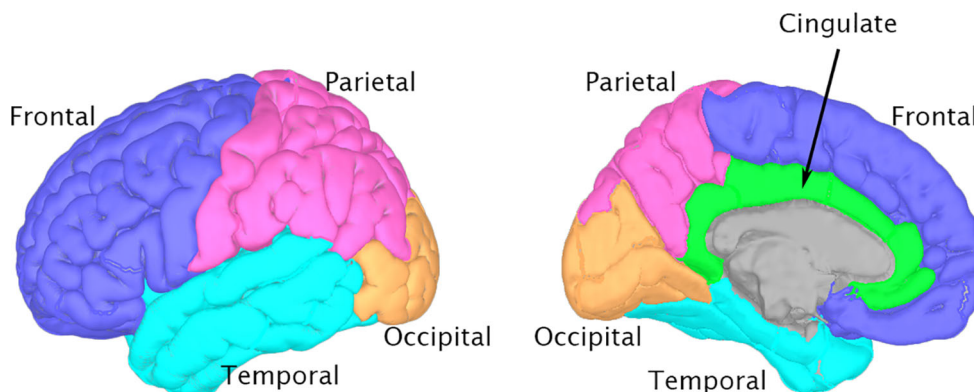 Cingulate
Parietal
Parietal
Frontal
Frontal
Occipital
Occipital
Temporal
Temporal